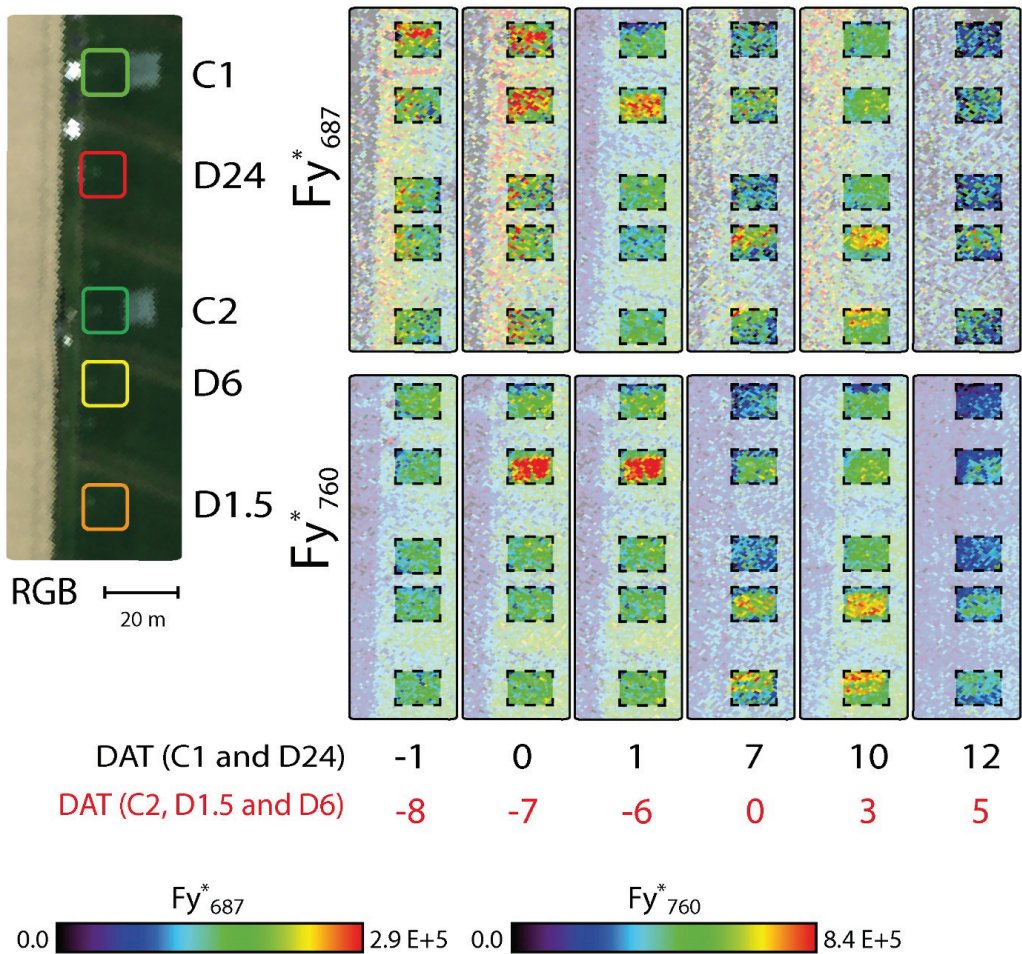 C1
D24
C2
D6
D1.5
RGB
20 m
Fy*687
Fy*760
DAT (C1 and D24) -1 0 1 7 10 12
DAT (C2, D1.5 and D6) -8 -7 -6 0 3 5
Fy*687
0.0 2.9 E+5
Fy*760
0.0 8.4 E+5